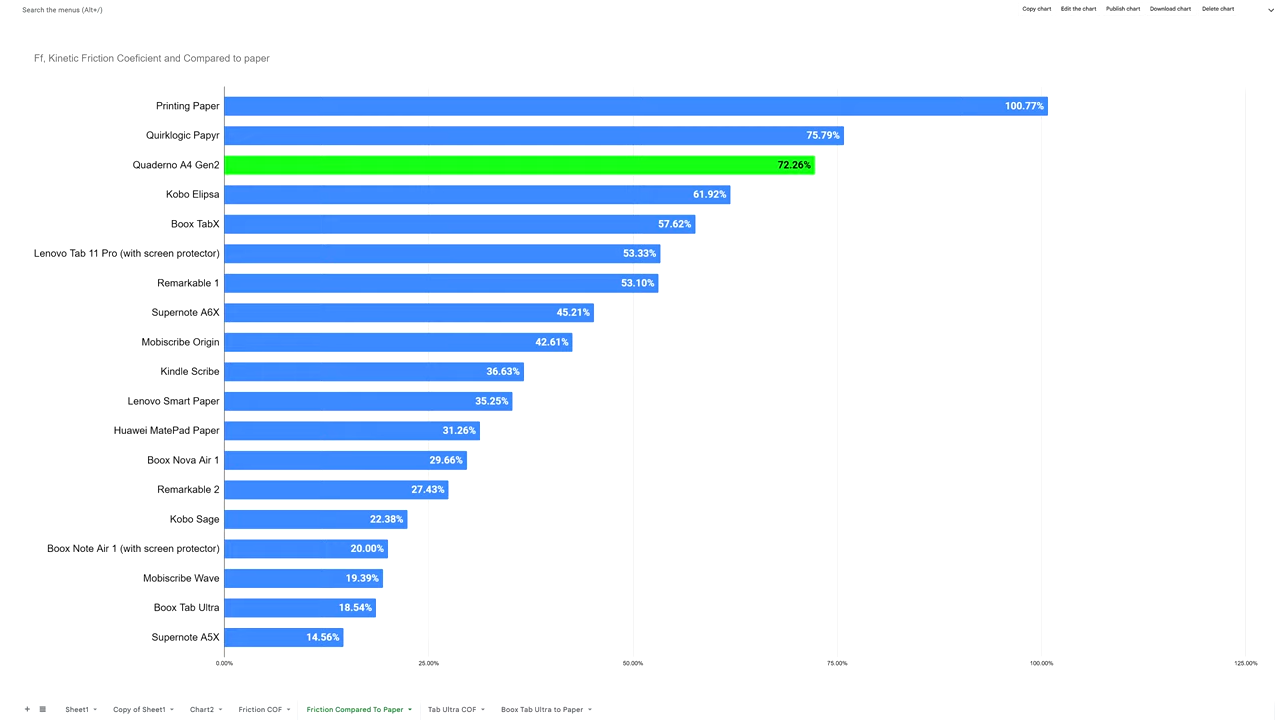 Search the menus (Alt+/)
Copy chart Edit the chart Publish chart Download chart Delete chart
Ff, Kinetic Friction Coeficient and Compared to paper
Printing Paper 100.77%
Quirklogic Papyr 75.79%
Quaderno A4 Gen2 72.26%
Kobo Elipsa 61.92%
Boox TabX 57.62%
Lenovo Tab 11 Pro (with screen protector) 53.33%
Remarkable 1 53.10%
Supernote A6X 45.21%
Mobiscribe Origin 42.61%
Kindle Scribe 36.63%
Lenovo Smart Paper 35.25%
Huawei MatePad Paper 31.26%
Boox Nova Air 1 29.66%
Remarkable 2 27.43%
Kobo Sage 22.38%
Boox Note Air 1 (with screen protector) 20.00%
Mobiscribe Wave 19.39%
Boox Tab Ultra 18.54%
Supernote A5X 14.56%
0.00% 25.00% 50.00% 75.00% 100.00% 125.00%
+ Sheet1 Copy of Sheet1 Chart2 Friction COF Friction Compared To Paper Tab Ultra COF Boox Tab Ultra to Paper